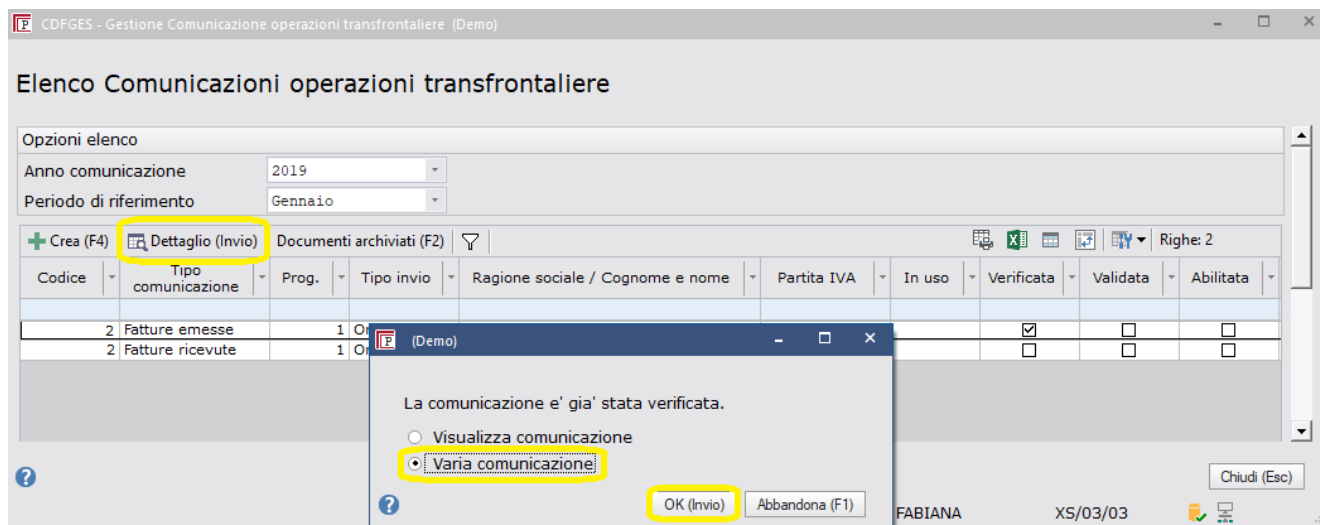 CDFGES - Gestione Comunicazione operazioni transfrontaliere (Demo)
Elenco Comunicazioni operazioni transfrontaliere
Opzioni elenco
Anno comunicazione 2019
Periodo di riferimento Gennaio
Crea (F4) Dettaglio (Invio) Documenti archiviati (F2) Righe: 2
Codice Tipo comunicazione Prog. Tipo invio Ragione sociale / Cognome e nome Partita IVA In uso Verificata Validata Abilitata
2 Fatture emesse 1
2 Fatture ricevute 1
(Demo)
La comunicazione e' gia' stata verificata.
Visualizza comunicazione
Varia comunicazione
OK (Invio) Abbandona (F1)
Chiudi (Esc)
FABIANA XS/03/03